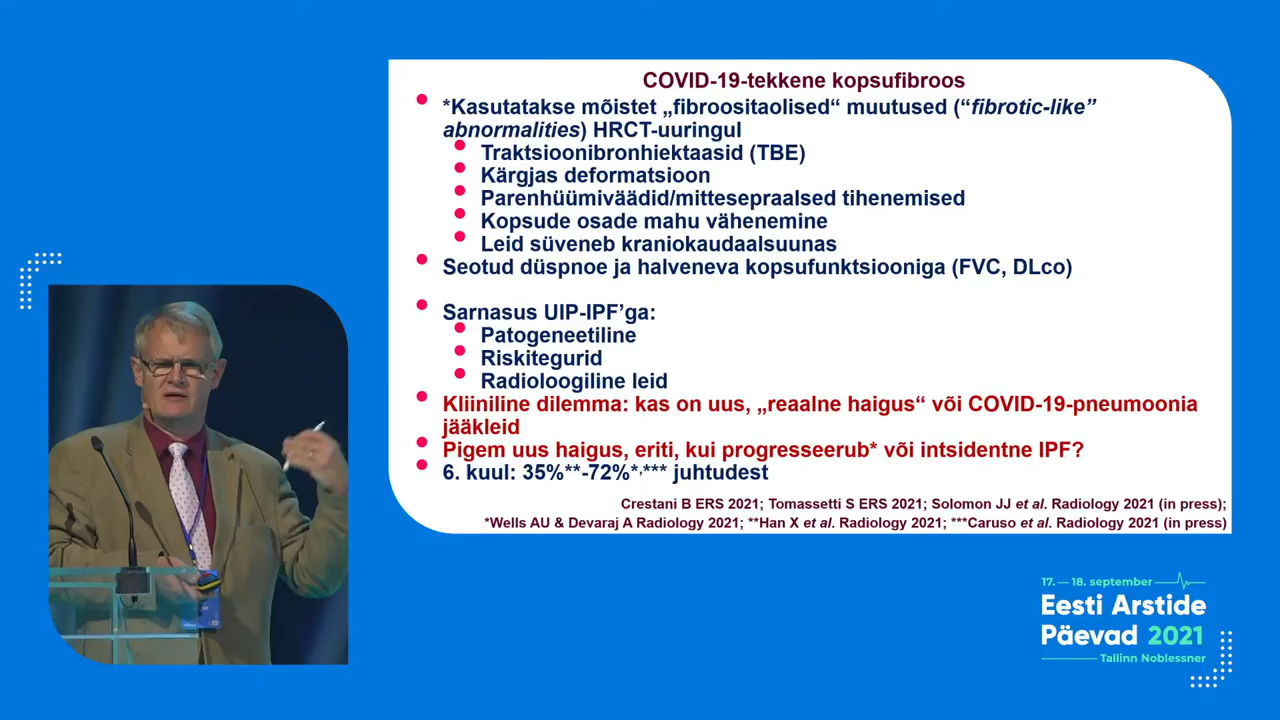 COVID-19-tekkene kopsufibroos
*Kasutatakse mõistet „fibroositaolised“ muutused (“fibrotic-like”
abnormalities) HRCT-uuringul
Traktsioonibronhiektaasid (TBE)
Kärgjas deformatsioon
Parenhüümiväädid/mittesepraalsed tihenemised
Kopsude osade mahu vähenemine
Leid süveneb kraniokaudaalsuunas
Seotud düspnoe ja halveneva kopsufunktsiooniga (FVC, DLco)
Sarnasus UIP-IPF’ga:
Patogeneetiline
Riskitegurid
Radioloogiline leid
Kliiniline dilemma: kas on uus, „reaalne haigus“ või COVID-19-pneumoonia
jääkleid
Pigem uus haigus, eriti, kui progresseerub* või intsidentne IPF?
6. kuul: 35%**-72%*,*** juhtudest
Crestani B ERS 2021; Tomassetti S ERS 2021; Solomon JJ et al. Radiology 2021 (in press);
*Wells AU & Devaraj A Radiology 2021; **Han X et al. Radiology 2021; ***Caruso et al. Radiology 2021 (in press)
17. — 18. september
Eesti Arstide
Päevad 2021
Tallinn Noblessner